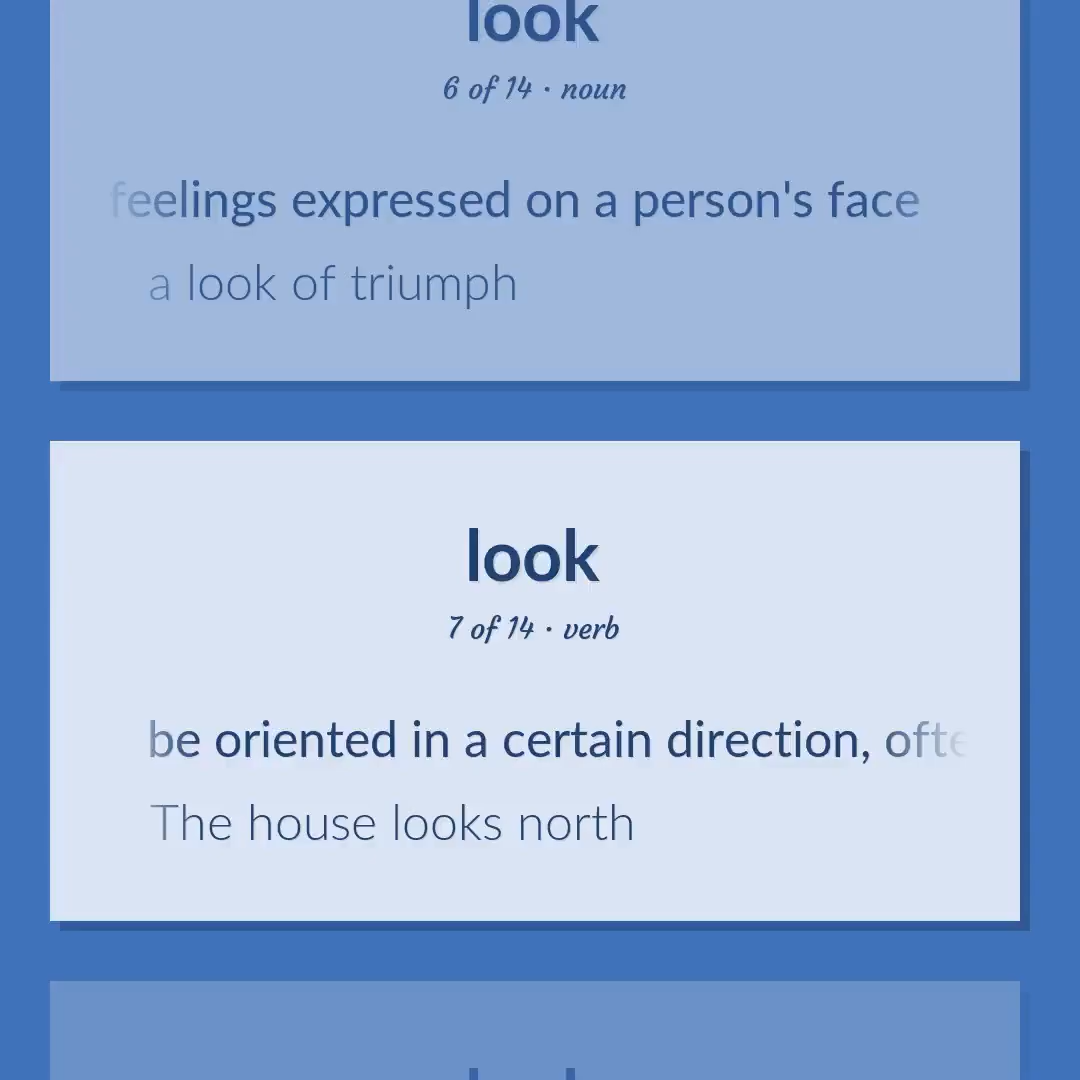 look
6 of 14 · noun
feelings expressed on a person's face
a look of triumph
look
7 of 14 · verb
be oriented in a certain direction,
The house looks north